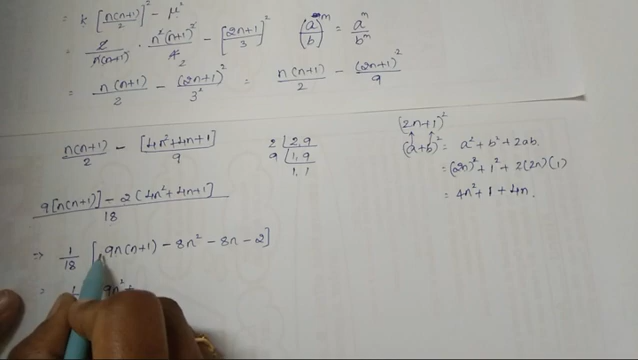 = k [n(n+1)/2]² − μ²
= 2/n(n+1) · n²(n+1)²/4 2 − [2n+1/3]²
(a/b)^m = a^m/b^m
= n(n+1)/2 − (2n+1)²/3² = n(n+1)/2 − (2n+1)²/9
n(n+1)/2 − [4n²+4n+1]/9
2 | 2, 9
9 | 1, 9
1, 1
(2n+1)²
(a+b)² = a² + b² + 2ab.
= (2n)² + 1² + 2(2n)(1)
= 4n² + 1 + 4n.
9[n(n+1)] − 2(4n²+4n+1)/18
⇒ 1/18 [9n(n+1) − 8n² − 8n − 2]
= 9n² +